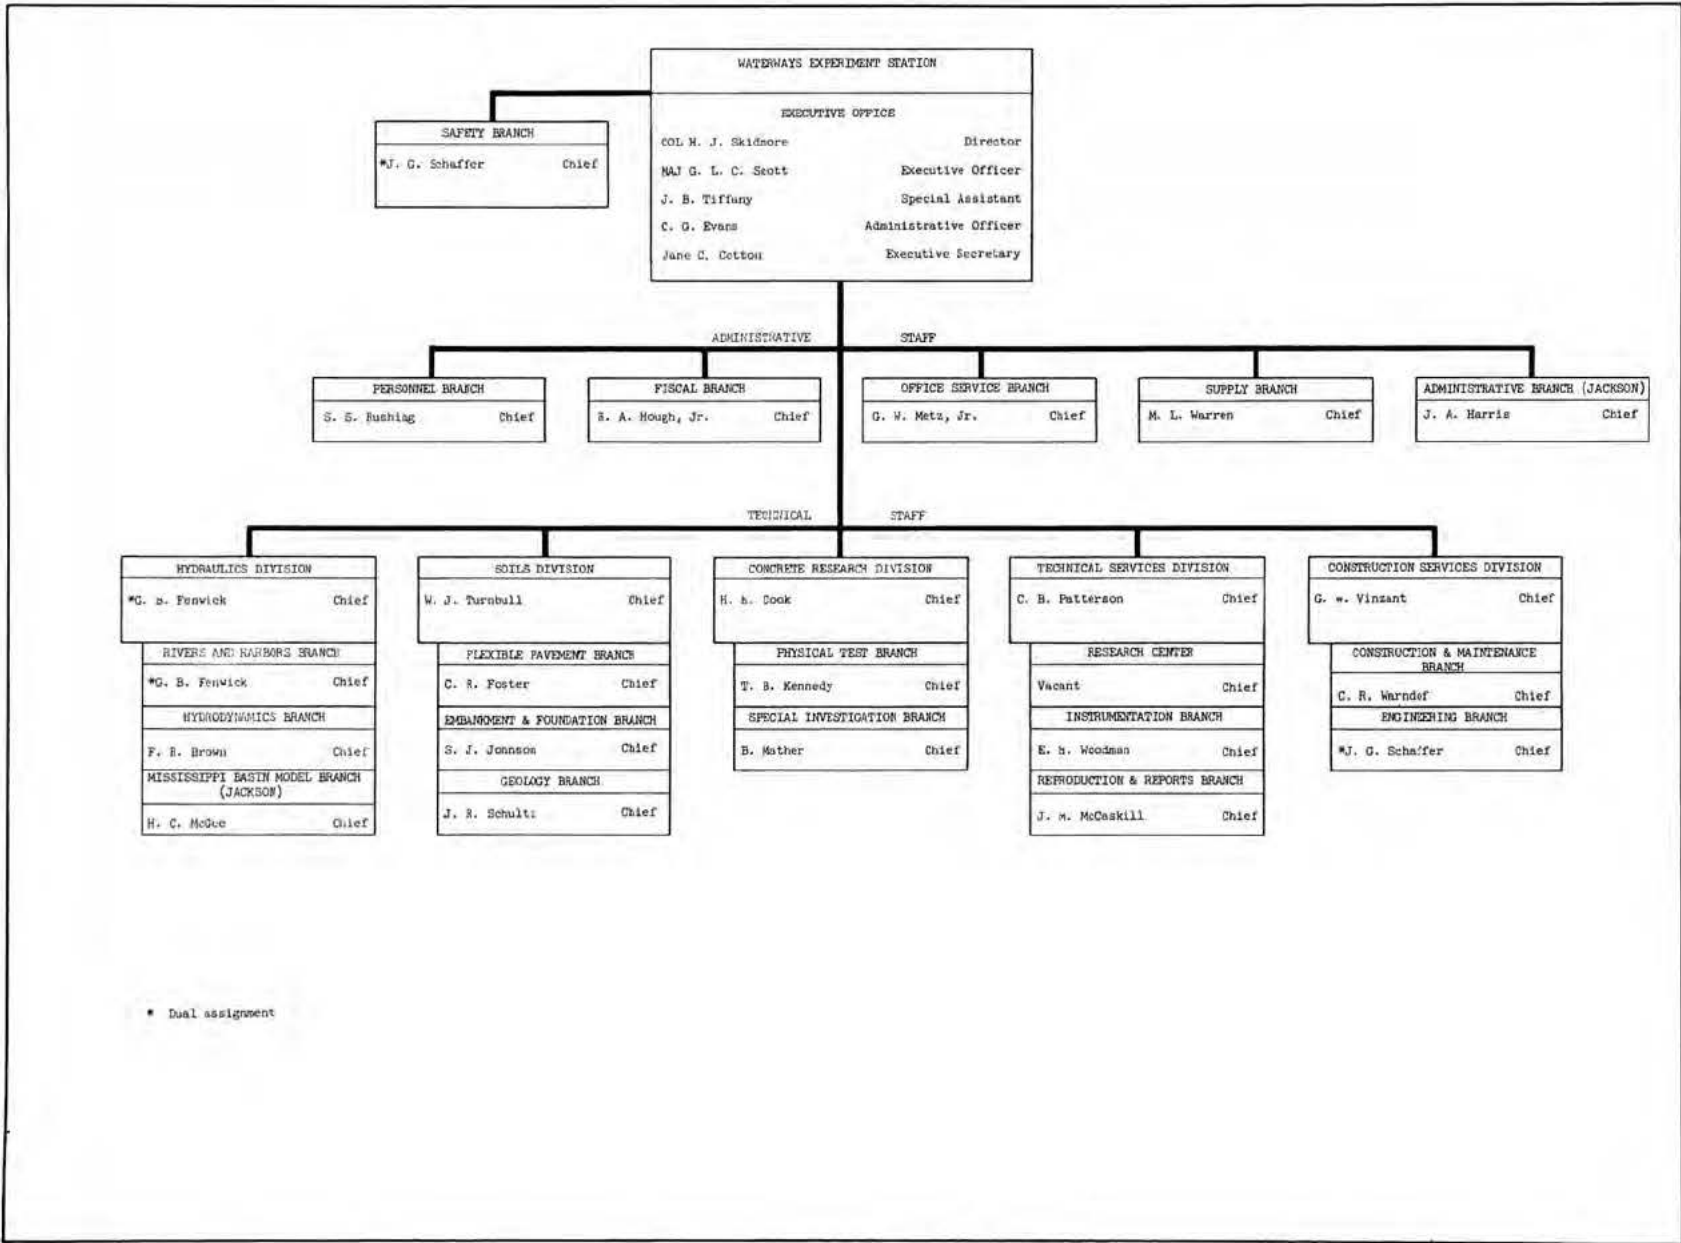 WATERWAYS EXPERIMENT STATION
EXECUTIVE OFFICE
COL H. J. Skidmore Director
MAJ G. L. C. Scott Executive Officer
J. B. Tiffany Special Assistant
C. G. Evans Administrative Officer
Jane C. Cotton Executive Secretary
SAFETY BRANCH
*J. G. Schaffer Chief
ADMINISTRATIVE STAFF
PERSONNEL BRANCH
S. S. Rushing Chief
FISCAL BRANCH
A. Hough, Jr. Chief
OFFICE SERVICE BRANCH
G. W. Metz, Jr. Chief
SUPPLY BRANCH
M. L. Warren Chief
ADMINISTRATIVE BRANCH (JACKSON)
J. A. Harris Chief
TECHNICAL STAFF
HYDRAULICS DIVISION
*G. B. Fenwick Chief
RIVERS AND HARBORS BRANCH
*G. B. Fenwick Chief
HYDRODYNAMICS BRANCH
F. R. Brown Chief
MISSISSIPPI BASIN MODEL BRANCH
(JACKSON)
H. C. McGee Chief
SOILS DIVISION
W. J. Turnbull Chief
FLEXIBLE PAVEMENT BRANCH
C. R. Foster Chief
EMBANKMENT & FOUNDATION BRANCH
S. J. Johnson Chief
GEOLOGY BRANCH
J. R. Schultz Chief
CONCRETE RESEARCH DIVISION
H. K. Cook Chief
PHYSICAL TEST BRANCH
T. B. Kennedy Chief
SPECIAL INVESTIGATION BRANCH
B. Mather Chief
TECHNICAL SERVICES DIVISION
C. B. Patterson Chief
RESEARCH CENTER
Vacant Chief
INSTRUMENTATION BRANCH
E. H. Woodman Chief
REPRODUCTION & REPORTS BRANCH
J. M. McCaskill Chief
CONSTRUCTION SERVICES DIVISION
G. W. Vinzant Chief
CONSTRUCTION & MAINTENANCE
BRANCH
C. R. Warndof Chief
ENGINEERING BRANCH
*J. G. Schaffer Chief
* Dual assignment